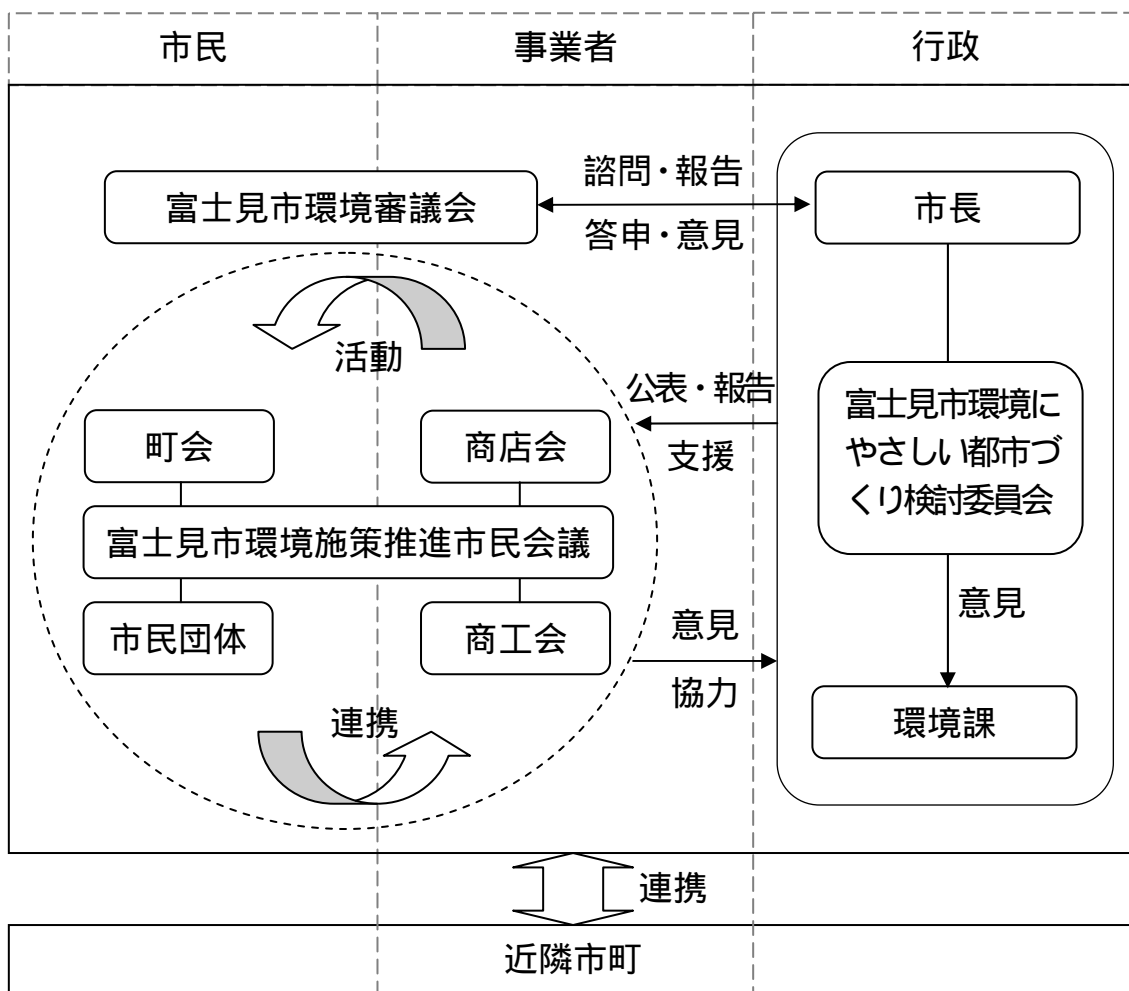 市民
事業者
行政
諮問・報告
富士見市環境審議会
市長
答申・意見
活動
公表・報告
支援
富士見市環境に
やさしい都市づ
くり検討委員会
町会
商店会
富士見市環境施策推進市民会議
市民団体
商工会
意見
協力
意見
環境課
連携
連携
近隣市町